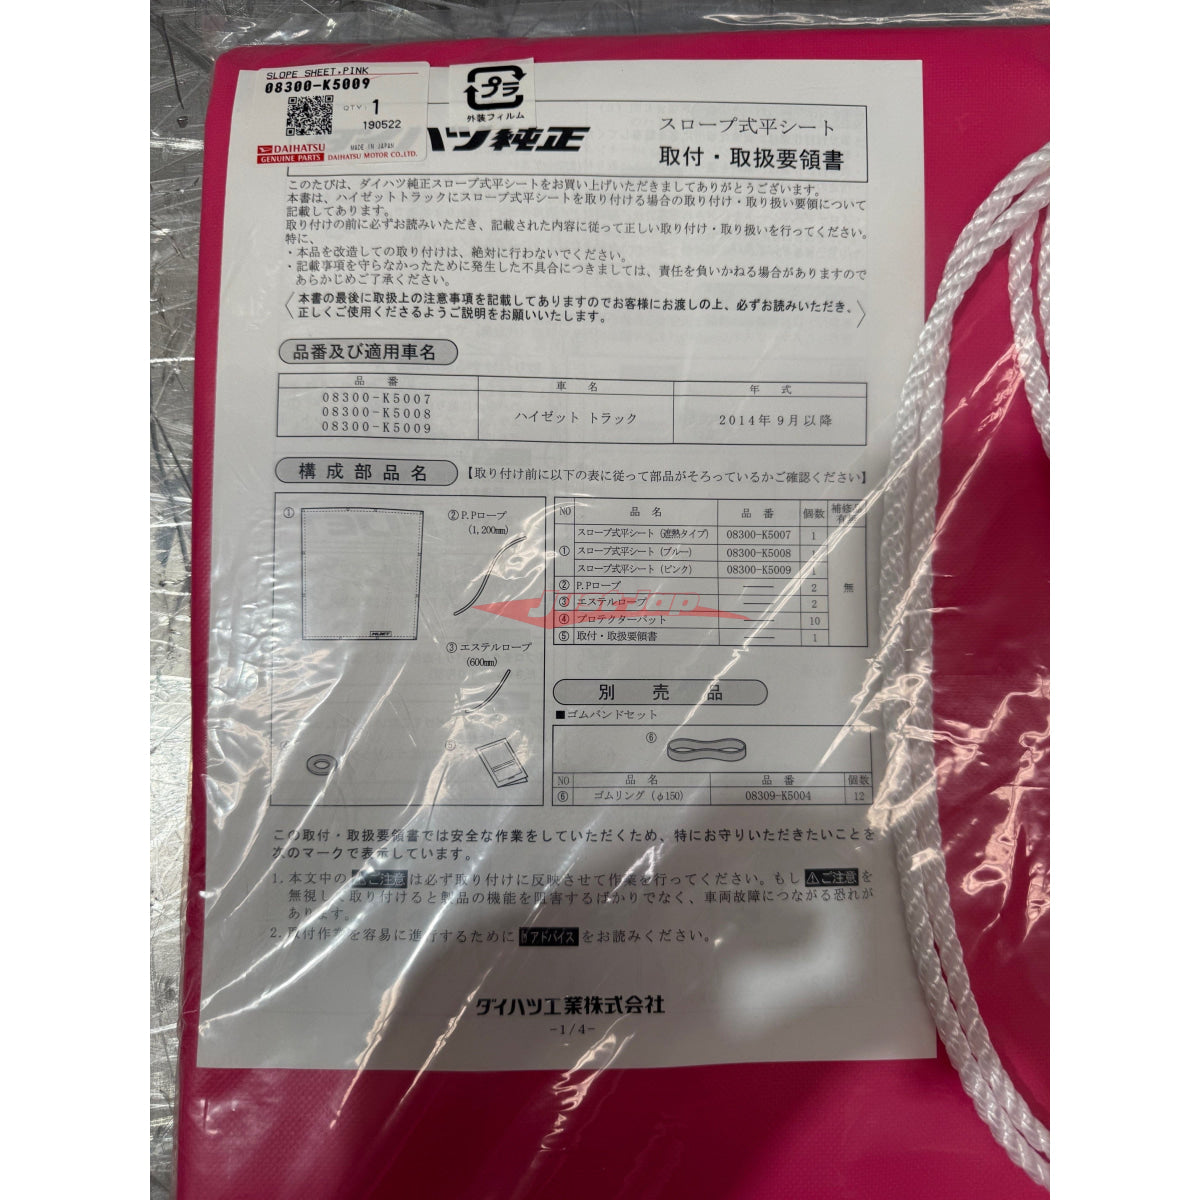 SLOPE SHEET,PINK
08300-K5009
QTY: 1
190522
MADE IN JAPAN
DAIHATSU
GENUINE PARTS DAIHATSU MOTOR CO.,LTD.
プラ
外装フィルム
ハツ純正
スロープ式平シート
取付・取扱要領書
このたびは、ダイハツ純正スロープ式平シートをお買い上げいただきましてありがとうございます。
本書は、ハイゼットトラックにスロープ式平シートを取り付ける場合の取り付け・取り扱い要領について
記載してあります。
取り付けの前に必ずお読みいただき、記載された内容に従って正しい取り付け・取り扱いを行ってください。
特に、
・本品を改造しての取り付けは、絶対に行わないでください。
・記載事項を守らなかったために発生した不具合につきましては、責任を負いかねる場合がありますので
あらかじめご了承ください。
本書の最後に取扱上の注意事項を記載してありますのでお客様にお渡しの上、必ずお読みいただき、
正しくご使用くださるようご説明をお願いいたします。
品番及び適用車名
品 番 車 名 年 式
08300-K5007
08300-K5008
08300-K5009
ハイゼット トラック 2014年9月以降
構成部品名 【取り付け前に以下の表に従って部品がそろっているかご確認ください】
①
HIJET
②P.Pロープ
(1,200mm)
③エステルロープ
(600mm)
⑤
NO 品 名 品 番 個数 補修品
① スロープ式平シート(遮熱タイプ) 08300-K5007 1
スロープ式平シート(ブルー) 08300-K5008 1
スロープ式平シート(ピンク) 08300-K5009 1
② P.Pロープ ―― 2
③ エステルロープ ―― 2
④ プロテクターパット ―― 10
⑤ 取付・取扱要領書 ―― 1
無
Just Jap
別 売 品
■ゴムバンドセット
⑥
NO 品 名 品 番 個数
⑥ ゴムリング(φ150) 08309-K5004 12
この取付・取扱要領書では安全な作業をしていただくため、特にお守りいただきたいことを
次のマークで表示しています。
1.本文中の ⚠ご注意 は必ず取り付けに反映させて作業を行ってください。もし ⚠ご注意 を
無視して取り付けると製品の機能を阻害するばかりでなく、車両故障につながる恐れが
あります。
2.取付作業を容易に進行するために アドバイス をお読みください。
ダイハツ工業株式会社
-1/4-